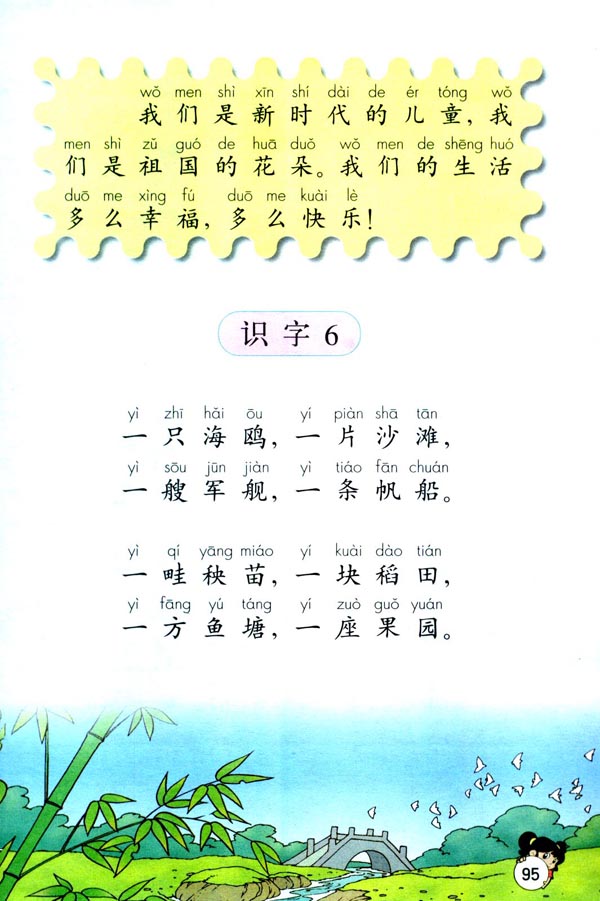 wǒ men shì xīn shí dài de ér tóng wǒ
我们是新时代的儿童，我
men shì zǔ guó de huā duǒ wǒ men de shēng huó
们是祖国的花朵。我们的生活
duō me xìng fú duō me kuài lè
多么幸福，多么快乐！
识字6
yì zhī hǎi ōu yí piàn shā tān
一只海鸥，一片沙滩，
yì sōu jūn jiàn yì tiáo fān chuán
一艘军舰，一条帆船。
yì qí yāng miáo yí kuài dào tián
一畦秧苗，一块稻田，
yì fāng yú táng yí zuò guǒ yuán
一方鱼塘，一座果园。
95